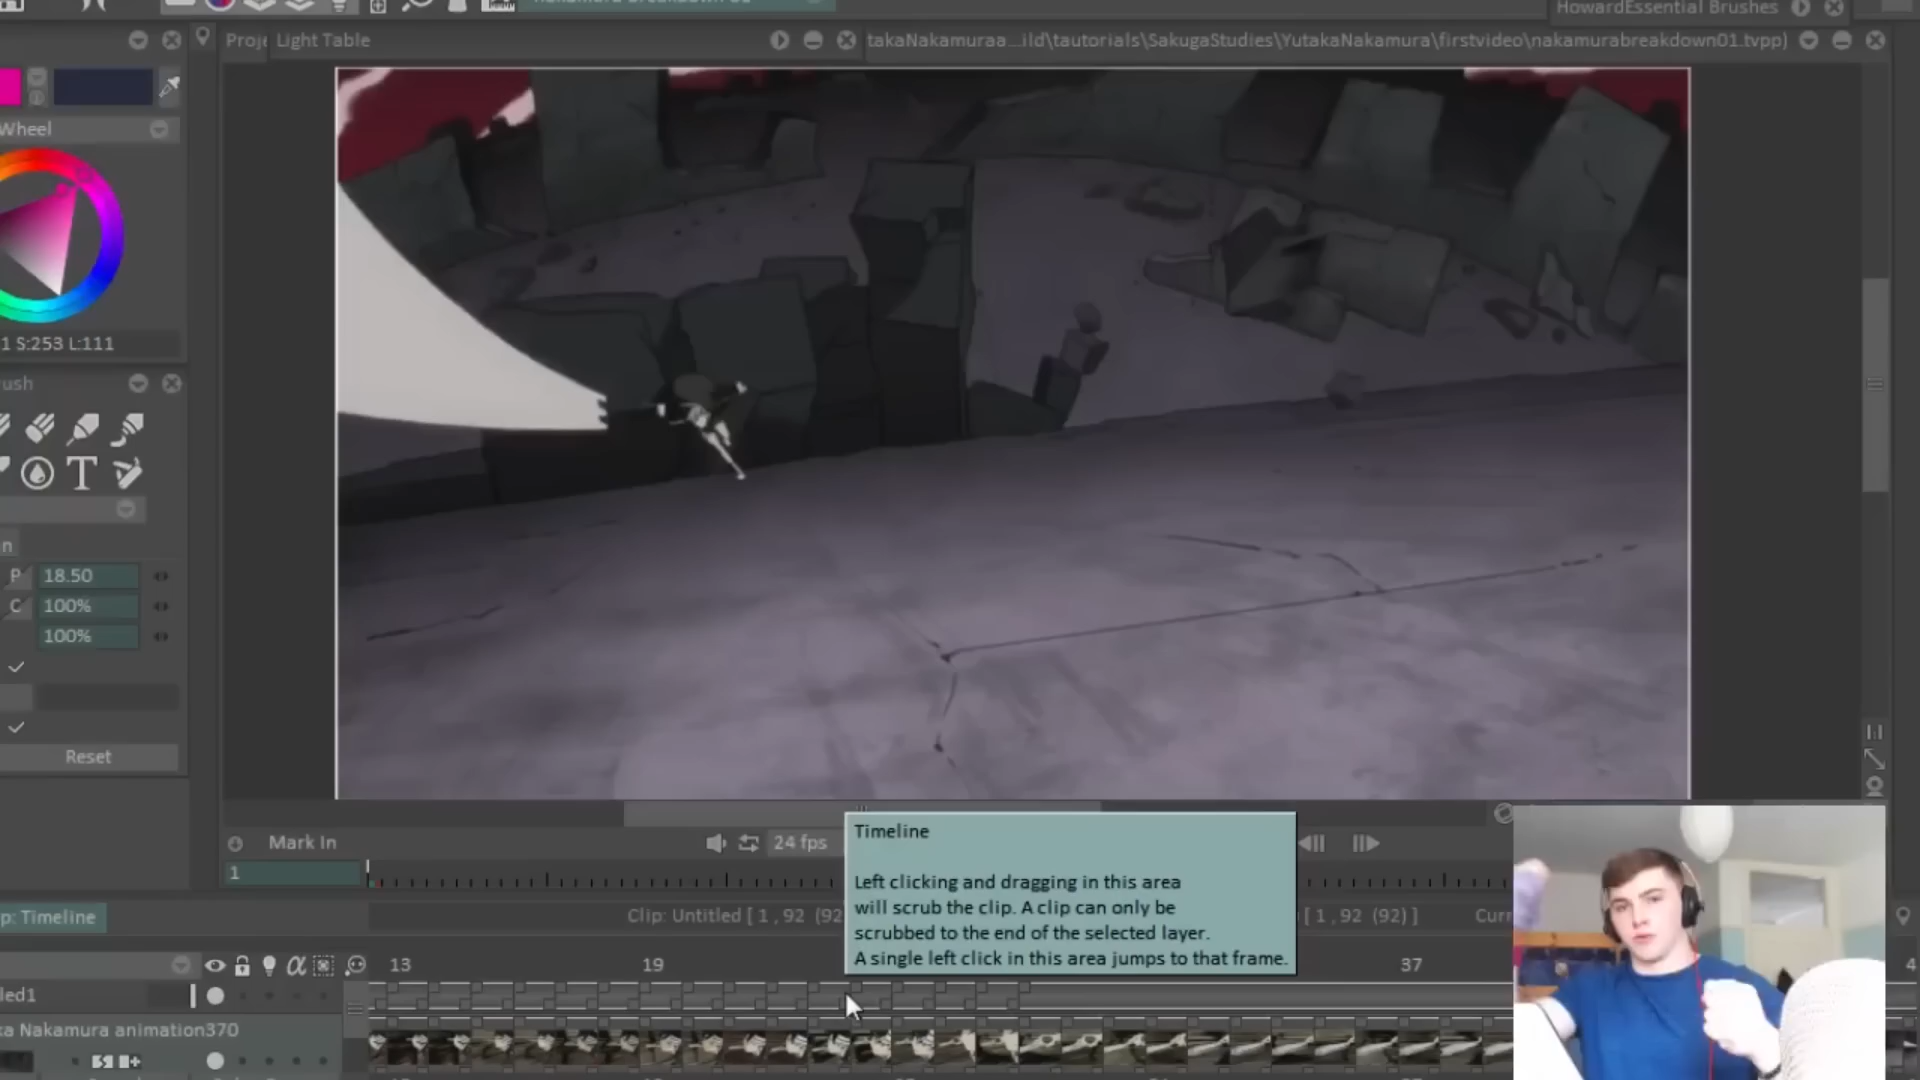 HowardEssential Brushes
Proje
Light Table
takaNakamuraa...ild\tautorials\SakugaStudies\YutakaNakamura\firstvideo\nakamurabreakdown01.tvpp)
Wheel
1 S:253 L:111
ush
T
n
P 18.50
C 100%
100%
Reset
Mark In
24 fps
1
Timeline
Left clicking and dragging in this area
will scrub the clip. A clip can only be
scrubbed to the end of the selected layer.
A single left click in this area jumps to that frame.
p: Timeline
Clip: Untitled [ 1 , 92 (92
[ 1 , 92 (92) ]
Curr
13
19
37
4
led1
ka Nakamura animation370